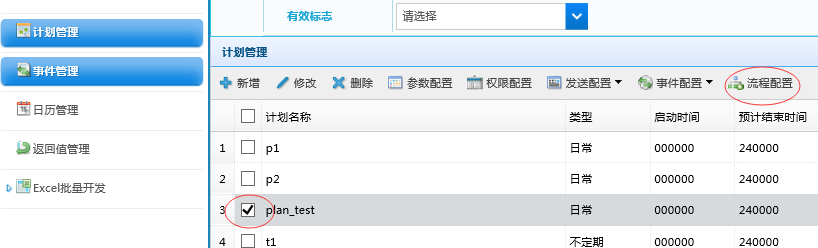 有效标志 请选择
计划管理
事件管理
日历管理
返回值管理
Excel批量开发
计划管理
新增 修改 删除 参数配置 权限配置 发送配置 事件配置 流程配置
计划名称 类型 启动时间 预计结束时间
1 p1 日常 000000 240000
2 p2 日常 000000 240000
3 plan_test 日常 000000 240000
4 t1 不定期 000000 240000